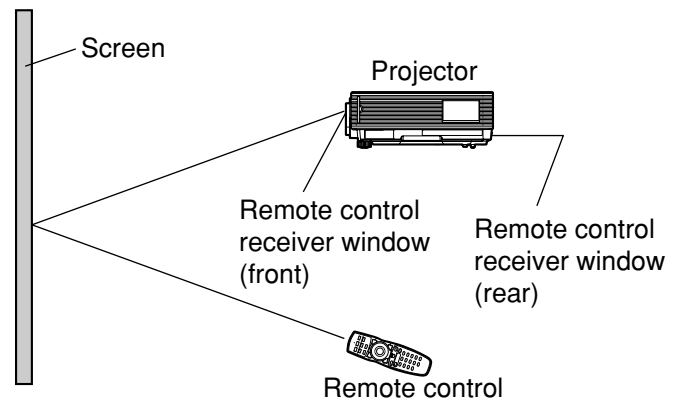 Screen
Projector
Remote control
receiver window
(front)
Remote control
receiver window
(rear)
Remote control